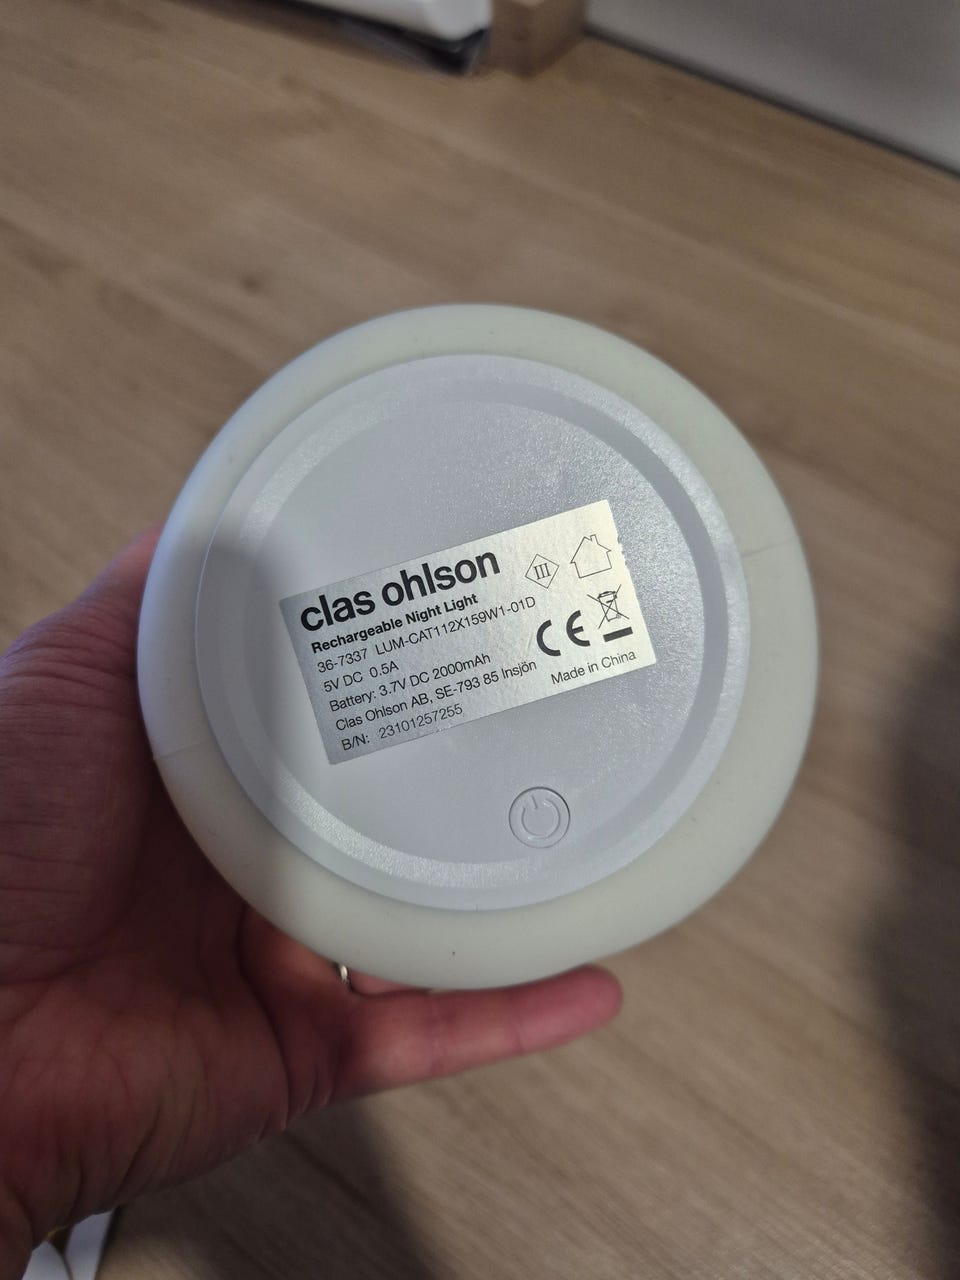 clas ohlson
Rechargeable Night Light
36-7337 LUM-CAT112X159W1-01D
5V DC 0.5A
Battery: 3.7V DC 2000mAh
Clas Ohlson AB, SE-793 85 Insjön
B/N: 23101257255
III
CE
Made in China